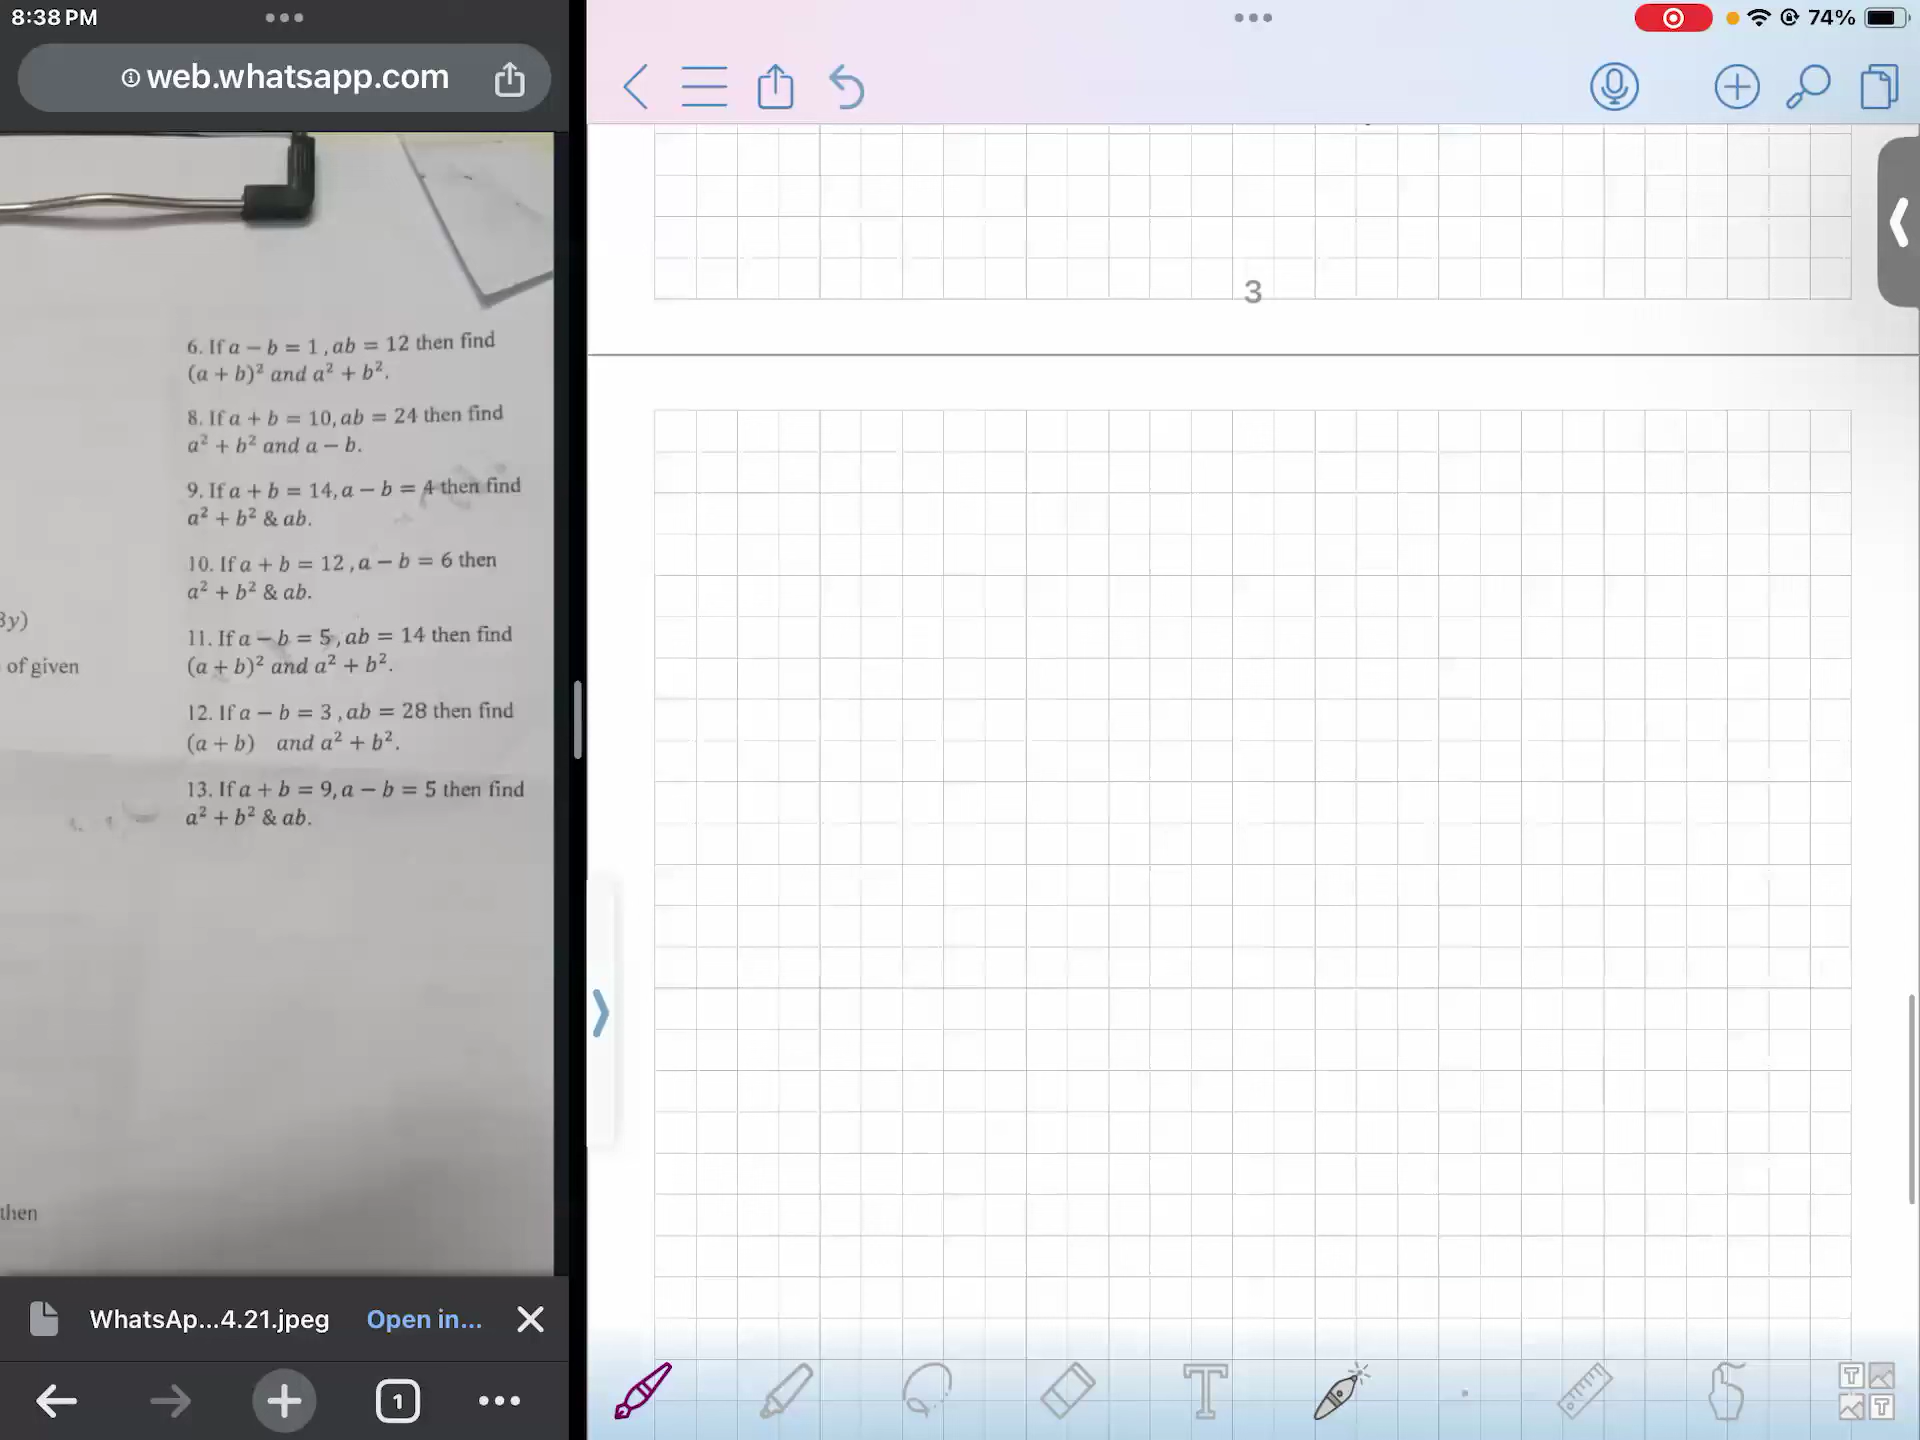 8:38 PM
74%
web.whatsapp.com
3
6. If a − b = 1 , ab = 12 then find
(a + b)² and a² + b².
8. If a + b = 10, ab = 24 then find
a² + b² and a − b.
9. If a + b = 14, a − b = 4 then find
a² + b² & ab.
10. If a + b = 12 , a − b = 6 then
a² + b² & ab.
3y)
11. If a − b = 5 , ab = 14 then find
(a + b)² and a² + b².
of given
12. If a − b = 3 , ab = 28 then find
(a + b) and a² + b².
13. If a + b = 9, a − b = 5 then find
a² + b² & ab.
then
WhatsAp...4.21.jpeg Open in...
1
T
T
T